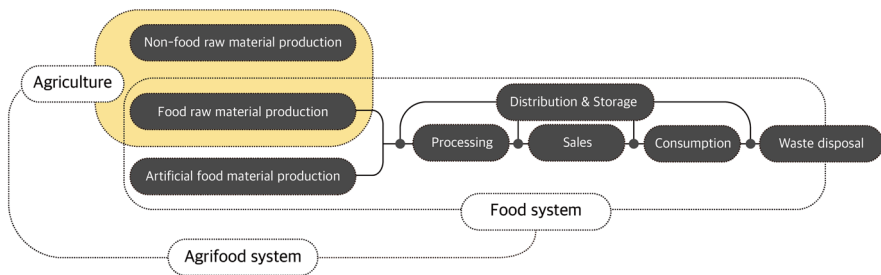 Non-food raw material production
Agriculture
Food raw material production
Distribution & Storage
Processing
Sales
Consumption
Waste disposal
Artificial food material production
Food system
Agrifood system